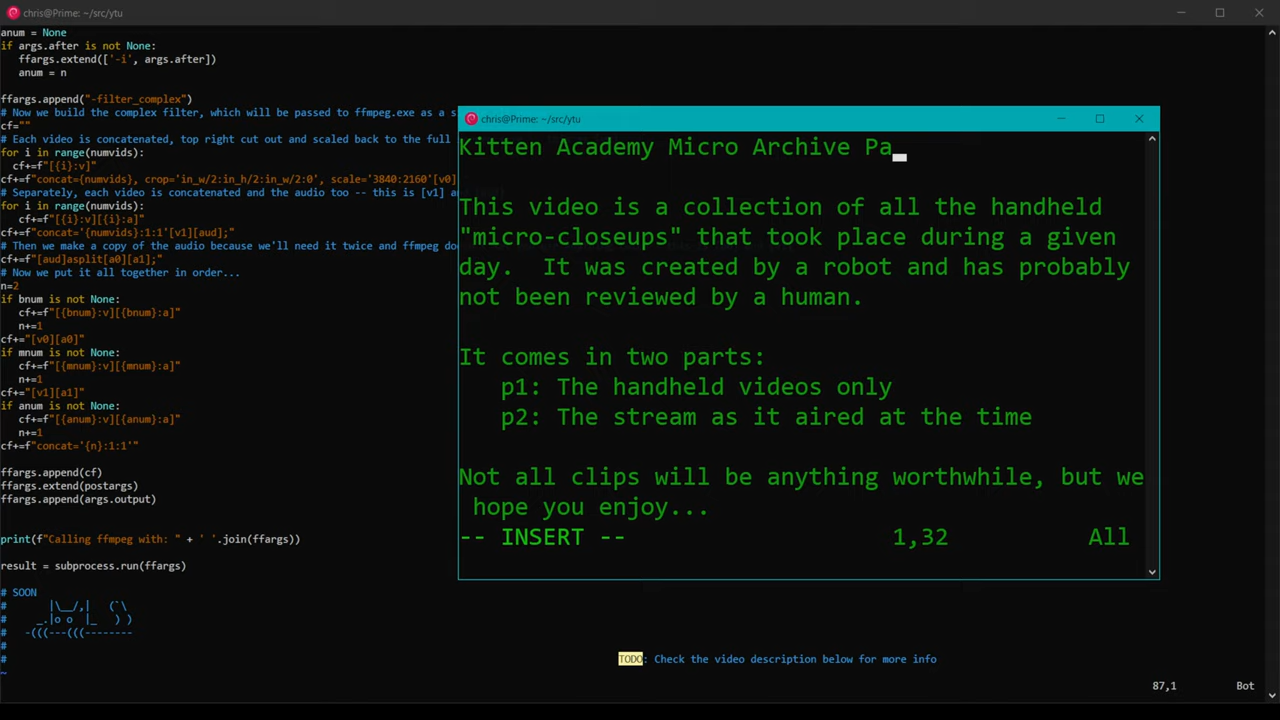 chris@Prime: ~/src/ytu
anum = None
if args.after is not None:
   ffargs.extend(['-i', args.after])
   anum = n

ffargs.append("-filter_complex")
# Now we build the complex filter, which will be passed to ffmpeg.exe as a s
cf=""
# Each video is concatenated, top right cut out and scaled back to the full
for i in range(numvids):
  cf+=f"[{i}:v]"
cf+=f"concat={numvids}, crop='in_w/2:in_h/2:in_w/2:0', scale='3840:2160'[v0]
# Separately, each video is concatenated and the audio too -- this is [v1] a
for i in range(numvids):
   cf+=f"[{i}:v][{i}:a]"
cf+=f"concat='{numvids}:1:1'[v1][aud];"
# Then we make a copy of the audio because we'll need it twice and ffmpeg do
cf+="[aud]asplit[a0][a1];"
# Now we put it all together in order...
n=2
if bnum is not None:
   cf+=f"[{bnum}:v][{bnum}:a]"
   n+=1
cf+="[v0][a0]"
if mnum is not None:
   cf+=f"[{mnum}:v][{mnum}:a]"
   n+=1
cf+="[v1][a1]"
if anum is not None:
   cf+=f"[{anum}:v][{anum}:a]"
   n+=1
cf+=f"concat='{n}:1:1'"

ffargs.append(cf)
ffargs.extend(postargs)
ffargs.append(args.output)

print(f"Calling ffmpeg with: " + ' '.join(ffargs))

result = subprocess.run(ffargs)

# SOON
#       |\__/,|   (`\
#     _.|o o  |_   ) )
#   -(((---(((--------
#
#
~
chris@Prime: ~/src/ytu
Kitten Academy Micro Archive Pa

This video is a collection of all the handheld
"micro-closeups" that took place during a given
day.  It was created by a robot and has probably
not been reviewed by a human.

It comes in two parts:
   p1: The handheld videos only
   p2: The stream as it aired at the time

Not all clips will be anything worthwhile, but we
 hope you enjoy...
-- INSERT -- 1,32 All
TODO: Check the video description below for more info
87,1 Bot